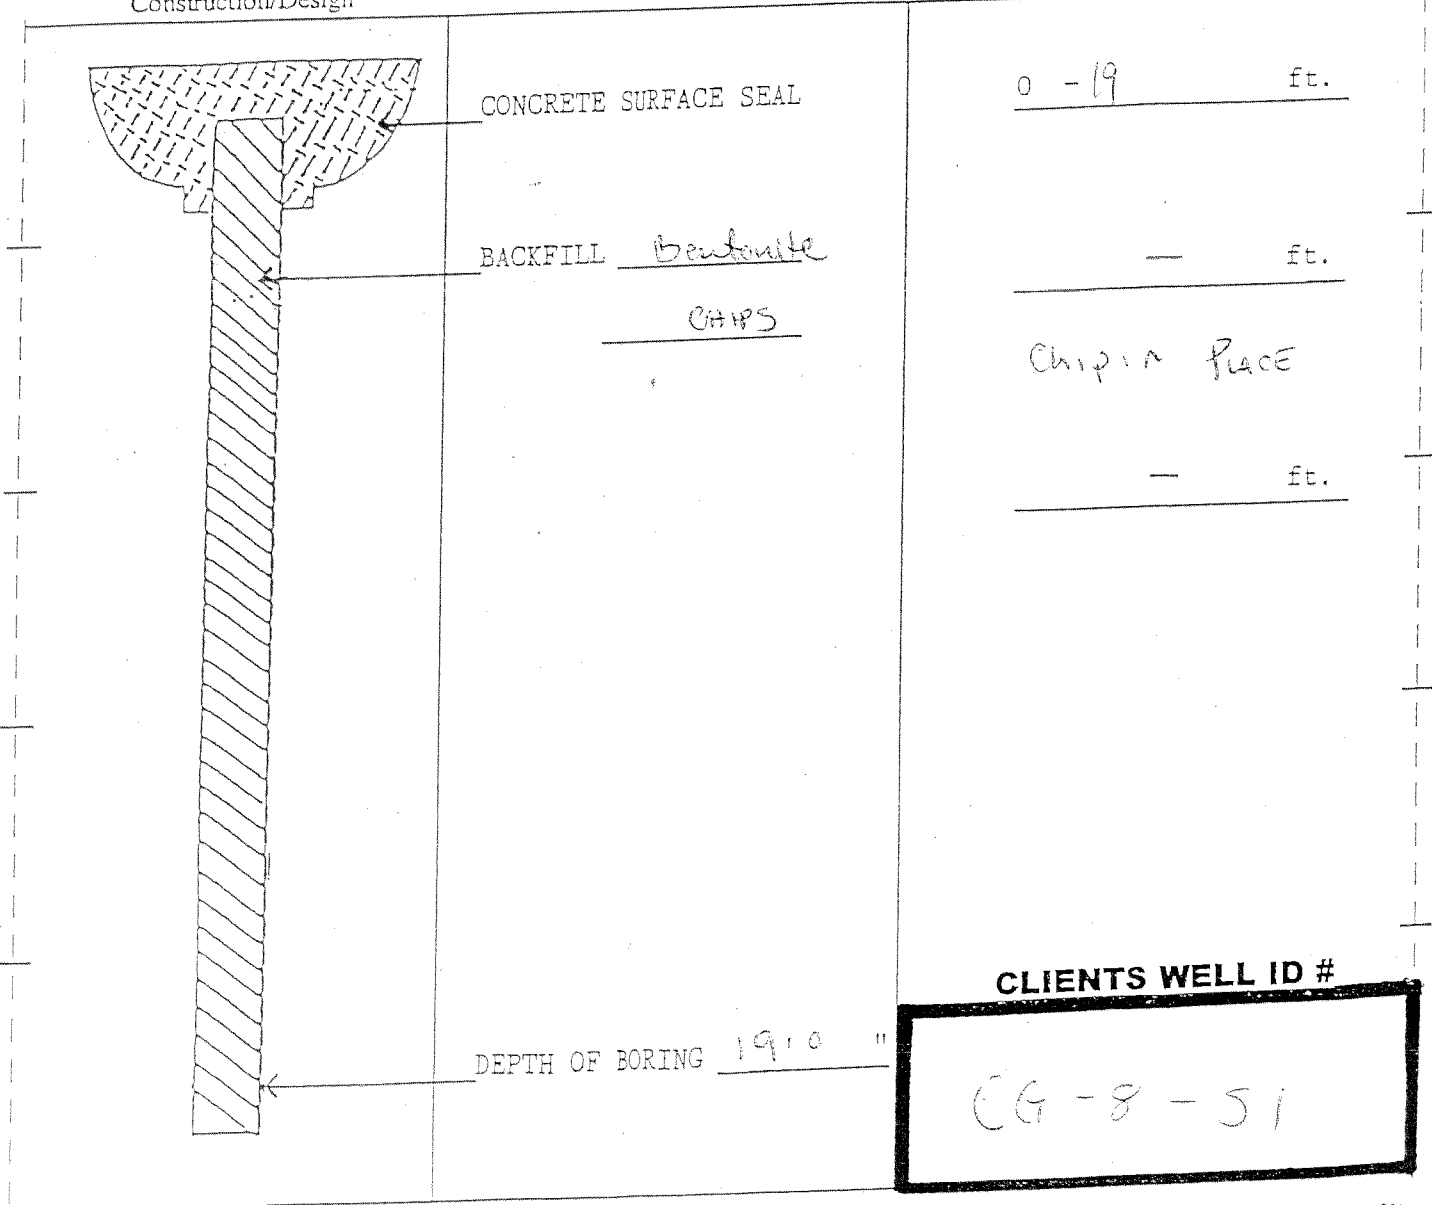 Construction/Design
CONCRETE SURFACE SEAL 0 - 19 ft.
BACKFILL Bentonite — ft.
CHIPS
Chip in PLACE
— ft.
CLIENTS WELL ID #
DEPTH OF BORING 19.0 "
CG-8-51